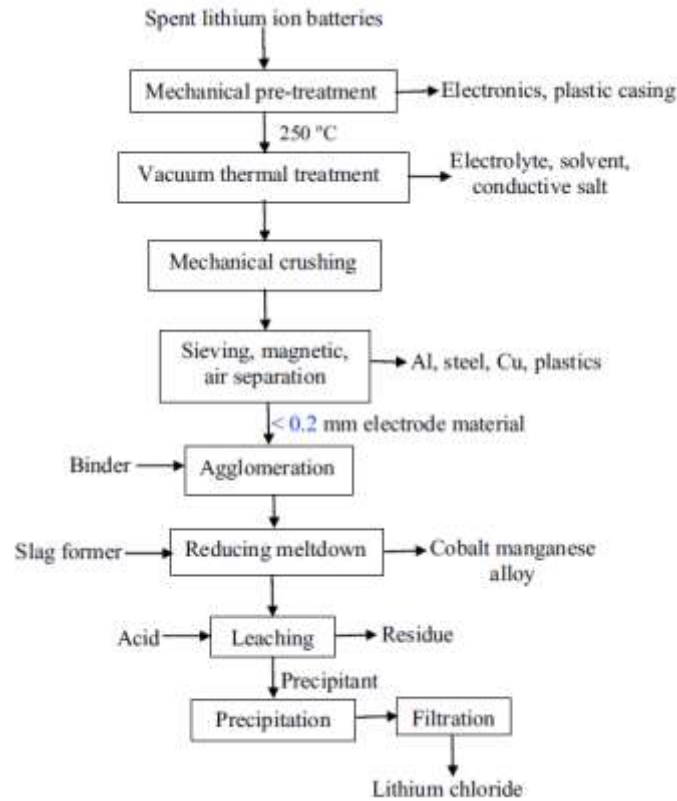 Spent lithium ion batteries
Mechanical pre-treatment
Electronics, plastic casing
250 °C
Vacuum thermal treatment
Electrolyte, solvent,
conductive salt
Mechanical crushing
Sieving, magnetic,
air separation
Al, steel, Cu, plastics
< 0.2 mm electrode material
Binder
Agglomeration
Slag former
Reducing meltdown
Cobalt manganese
alloy
Acid
Leaching
Residue
Precipitant
Precipitation
Filtration
Lithium chloride